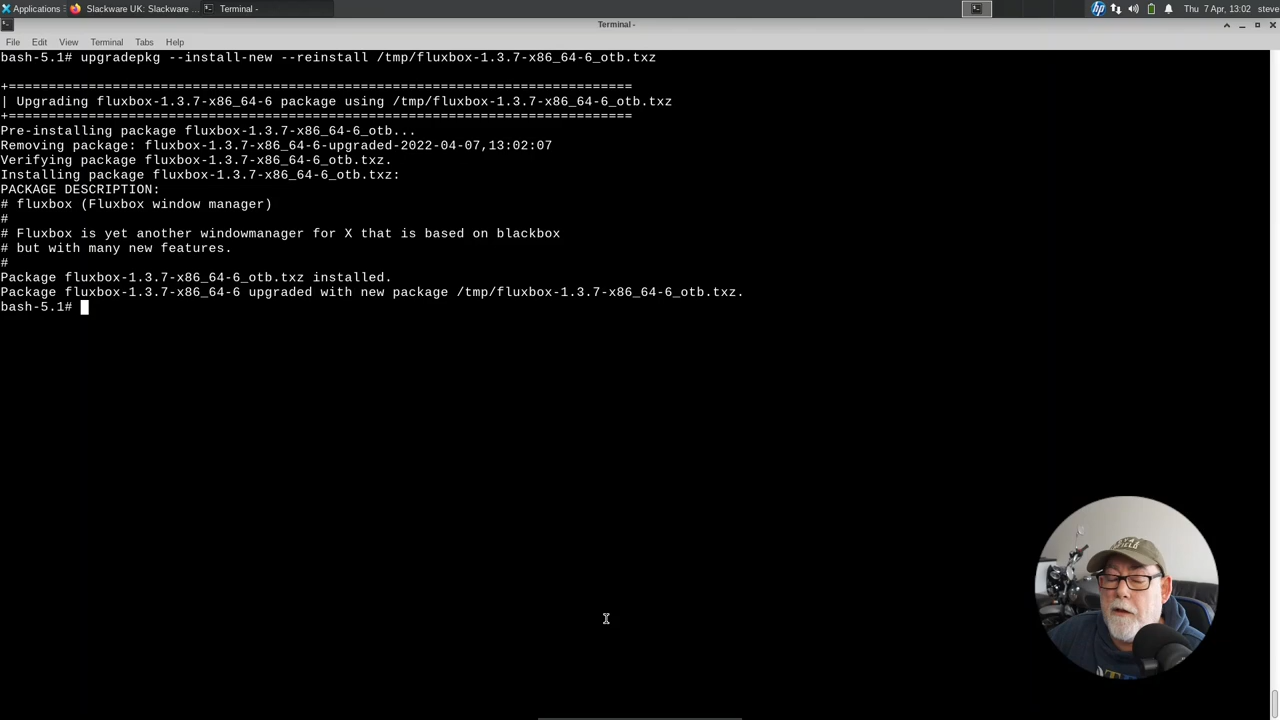 Applications
Slackware UK: Slackware ...
Terminal -
Thu 7 Apr, 13:02
steve
Terminal -
File Edit View Terminal Tabs Help
bash-5.1# upgradepkg --install-new --reinstall /tmp/fluxbox-1.3.7-x86_64-6_otb.txz
+==============================================================================
| Upgrading fluxbox-1.3.7-x86_64-6 package using /tmp/fluxbox-1.3.7-x86_64-6_otb.txz
+==============================================================================
Pre-installing package fluxbox-1.3.7-x86_64-6_otb...
Removing package: fluxbox-1.3.7-x86_64-6-upgraded-2022-04-07,13:02:07
Verifying package fluxbox-1.3.7-x86_64-6_otb.txz.
Installing package fluxbox-1.3.7-x86_64-6_otb.txz:
PACKAGE DESCRIPTION:
# fluxbox (Fluxbox window manager)
#
# Fluxbox is yet another windowmanager for X that is based on blackbox
# but with many new features.
#
Package fluxbox-1.3.7-x86_64-6_otb.txz installed.
Package fluxbox-1.3.7-x86_64-6 upgraded with new package /tmp/fluxbox-1.3.7-x86_64-6_otb.txz.
bash-5.1#